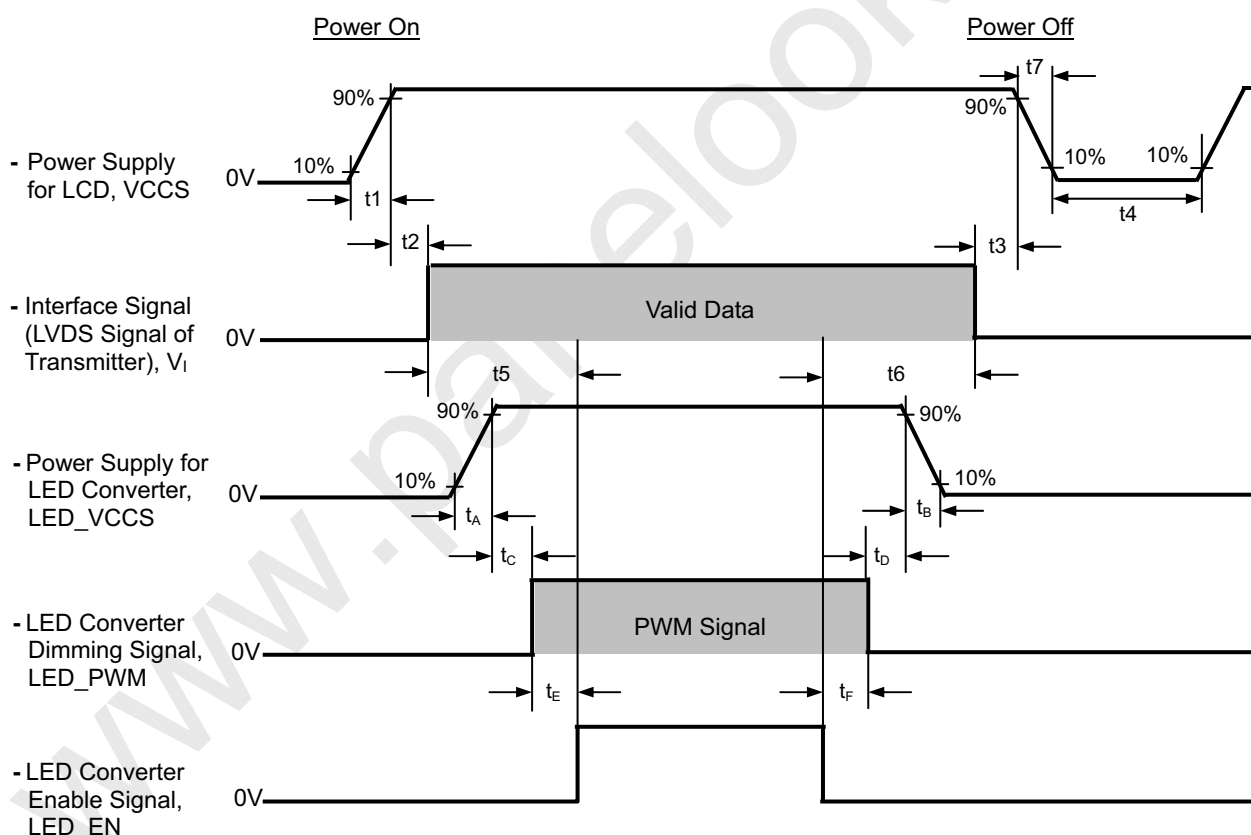 Power On
Power Off
t7
90%
90%
10%
10%
10%
- Power Supply
for LCD, VCCS
0V
t1
t4
t2
t3
- Interface Signal
(LVDS Signal of
Transmitter), VI
0V
Valid Data
t5
t6
90%
90%
- Power Supply for
LED Converter,
LED_VCCS
0V
10%
10%
tA
tB
tC
tD
- LED Converter
Dimming Signal,
LED_PWM
0V
PWM Signal
tE
tF
- LED Converter
Enable Signal,
LED_EN
0V